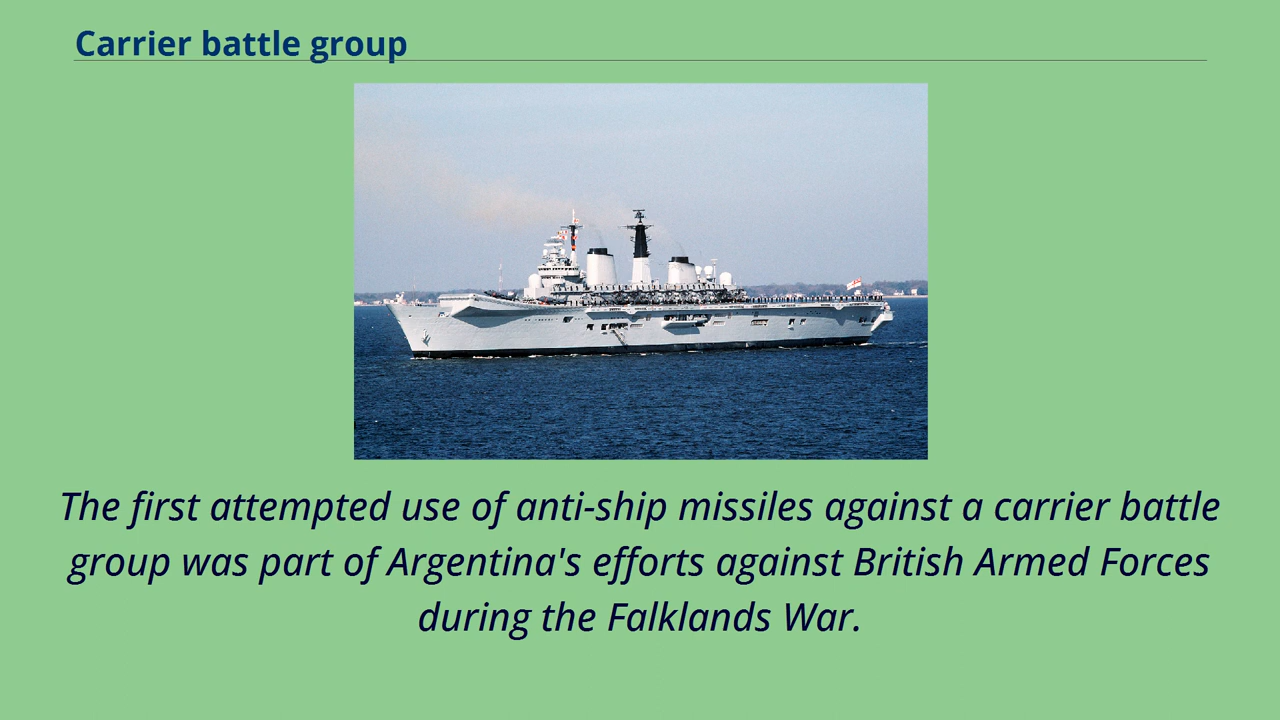 Carrier battle group
The first attempted use of anti-ship missiles against a carrier battle
group was part of Argentina's efforts against British Armed Forces
during the Falklands War.